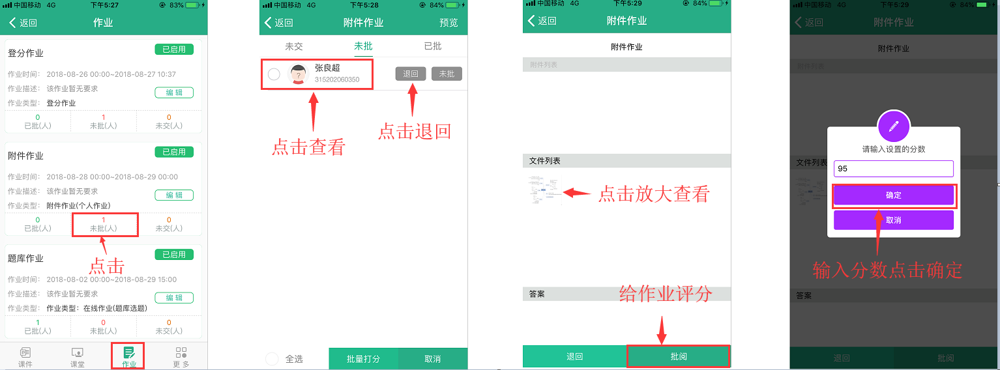 中国移动 4G 下午5:27 83%
返回 作业
登分作业 已启用
作业时间: 2018-08-26 00:00~2018-08-27 10:37
作业描述: 该作业暂无要求
编 辑
作业类型: 登分作业
0 1 0
已批(人) 未批(人) 未交(人)
附件作业 已启用
作业时间: 2018-08-28 00:00~2018-08-29 00:00
作业描述: 该作业暂无要求
编 辑
作业类型: 附件作业(个人作业)
0 1 0
已批(人) 未批(人) 未交(人)
点击
题库作业 已启用
作业时间: 2018-08-02 00:00~2018-08-29 15:00
作业描述: 该作业暂无要求
编 辑
作业类型: 作业类型: 在线作业(题库选题)
1 0 0
已批(人) 未批(人) 未交(人)
课件 课堂 作业 更 多
中国移动 4G 下午5:28 84%
返回 附件作业 预览
未交 未批 已批
张良超
315202060350
退回 未批
点击查看
点击退回
全选 批量打分 取消
中国移动 4G 下午5:29 84%
返回 附件作业
附件作业
附件列表
文件列表
点击放大查看
答案
给作业评分
退回 批阅
中国移动 4G 下午5:29 84%
返回 附件作业
附件作业
附件列表
请输入设置的分数
文件列表
95
确定
取消
输入分数点击确定
答案
退回 批阅